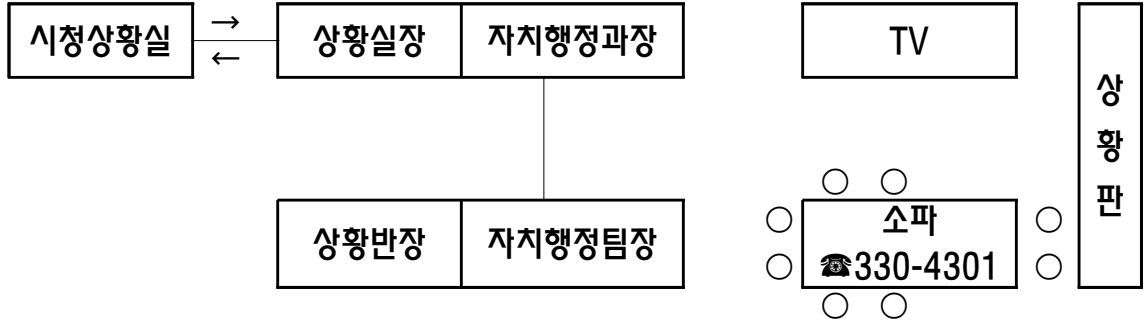 시청상황실
→
←
상황실장
자치행정과장
TV
상황판
상황반장
자치행정팀장
소파
☎330-4301